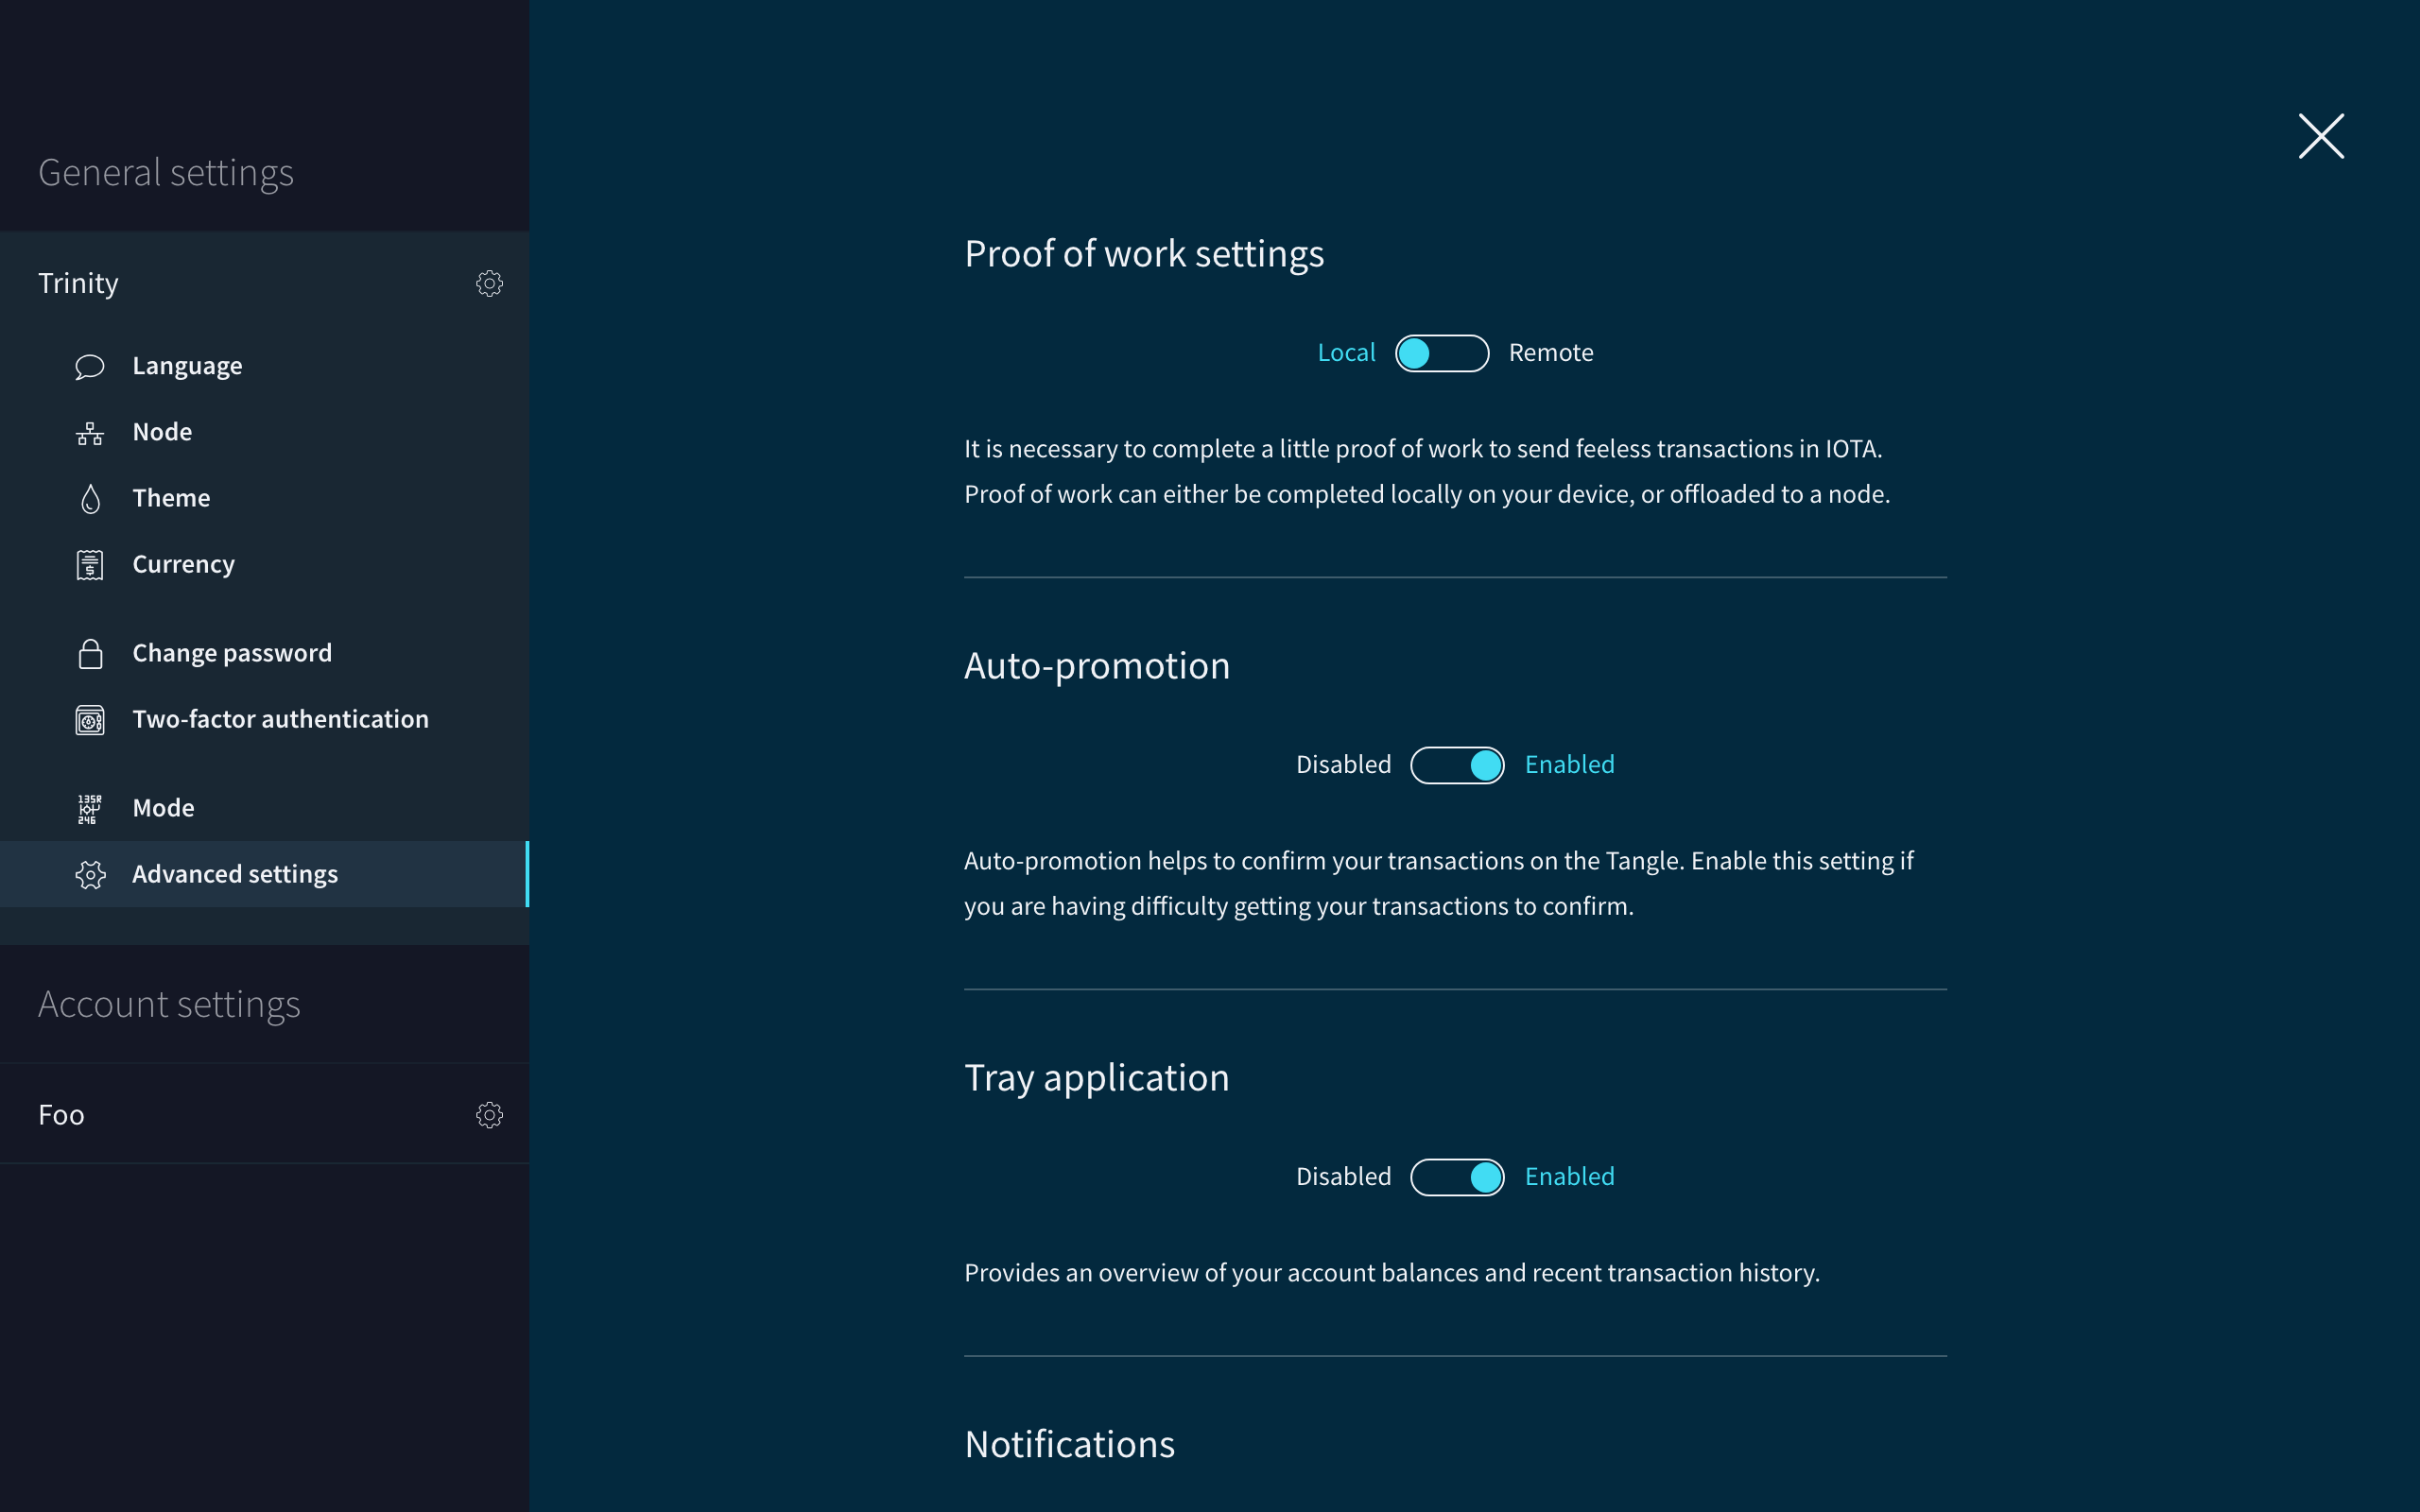 General settings
Trinity
Language
Node
Theme
Currency
Change password
Two-factor authentication
Mode
Advanced settings
Account settings
Foo
Proof of work settings
Local Remote
It is necessary to complete a little proof of work to send feeless transactions in IOTA.
Proof of work can either be completed locally on your device, or offloaded to a node.
Auto-promotion
Disabled Enabled
Auto-promotion helps to confirm your transactions on the Tangle. Enable this setting if
you are having difficulty getting your transactions to confirm.
Tray application
Disabled Enabled
Provides an overview of your account balances and recent transaction history.
Notifications